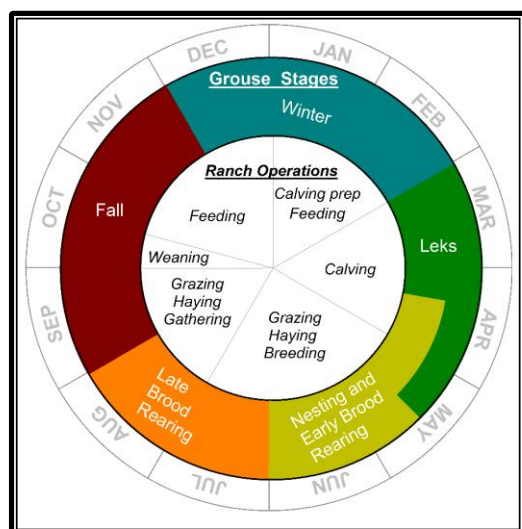 DEC
JAN
NOV
FEB
OCT
MAR
SEP
APR
AUG
MAY
JUL
JUN
Grouse Stages
Winter
Fall
Leks
Late
Brood
Rearing
Nesting and
Early Brood
Rearing
Ranch Operations
Calving prep
Feeding
Feeding
Weaning
Calving
Grazing
Haying
Gathering
Grazing
Haying
Breeding